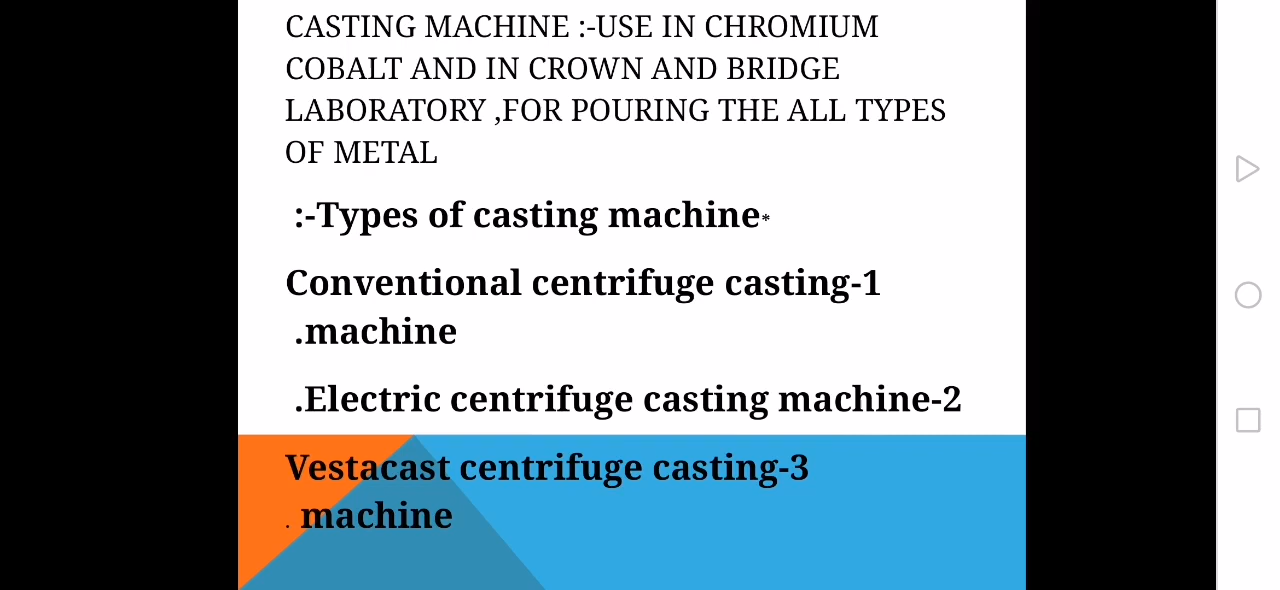 CASTING MACHINE :-USE IN CHROMIUM
COBALT AND IN CROWN AND BRIDGE
LABORATORY ,FOR POURING THE ALL TYPES
OF METAL
:-Types of casting machine*
Conventional centrifuge casting-1
.machine
.Electric centrifuge casting machine-2
Vestacast centrifuge casting-3
. machine